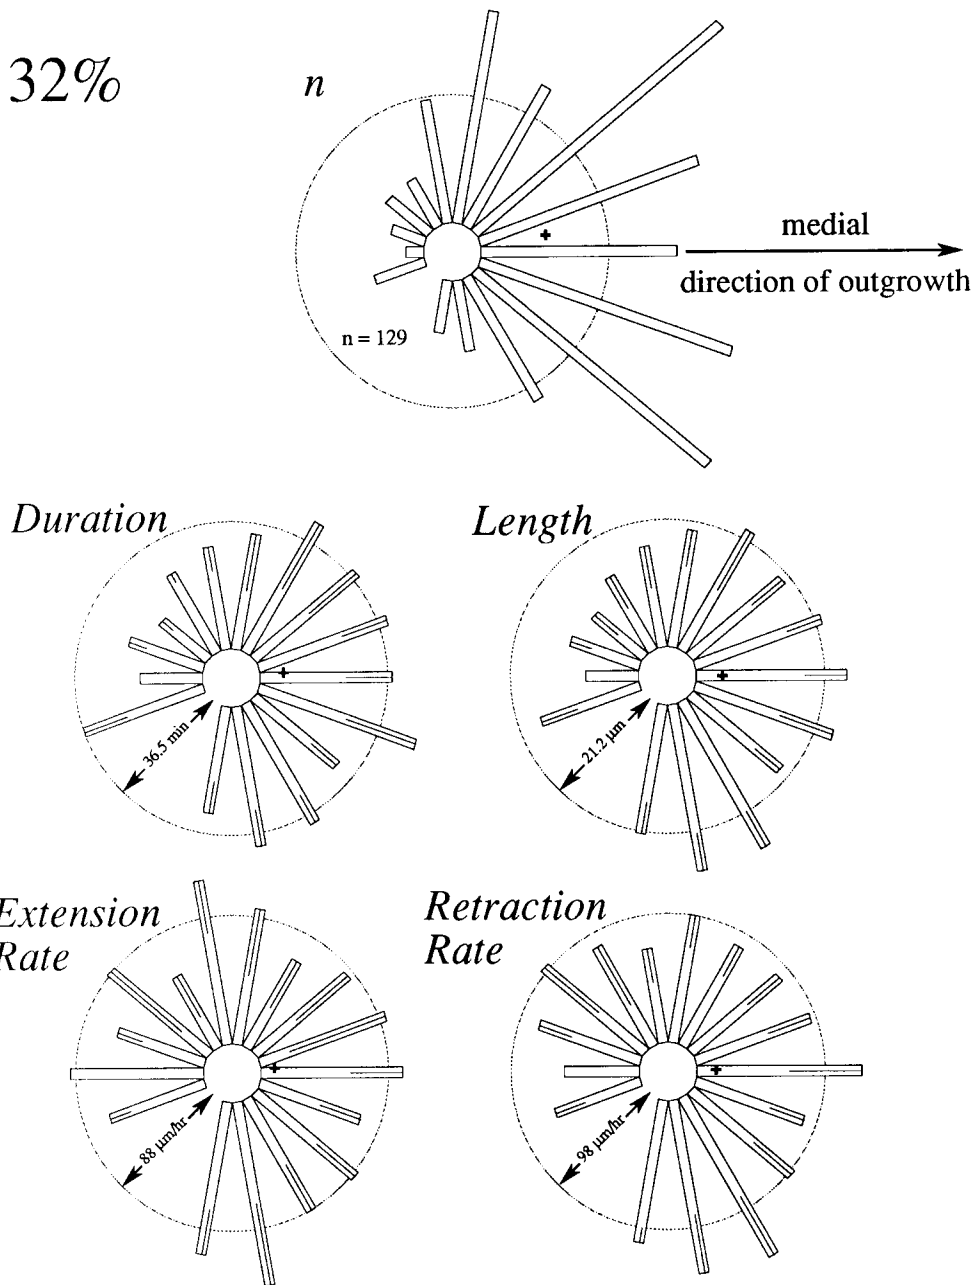 32%
n
medial
direction of outgrowth
n = 129
Duration
Length
36.5 min
21.2 µm
Extension
Rate
Retraction
Rate
88 µm/hr
98 µm/hr